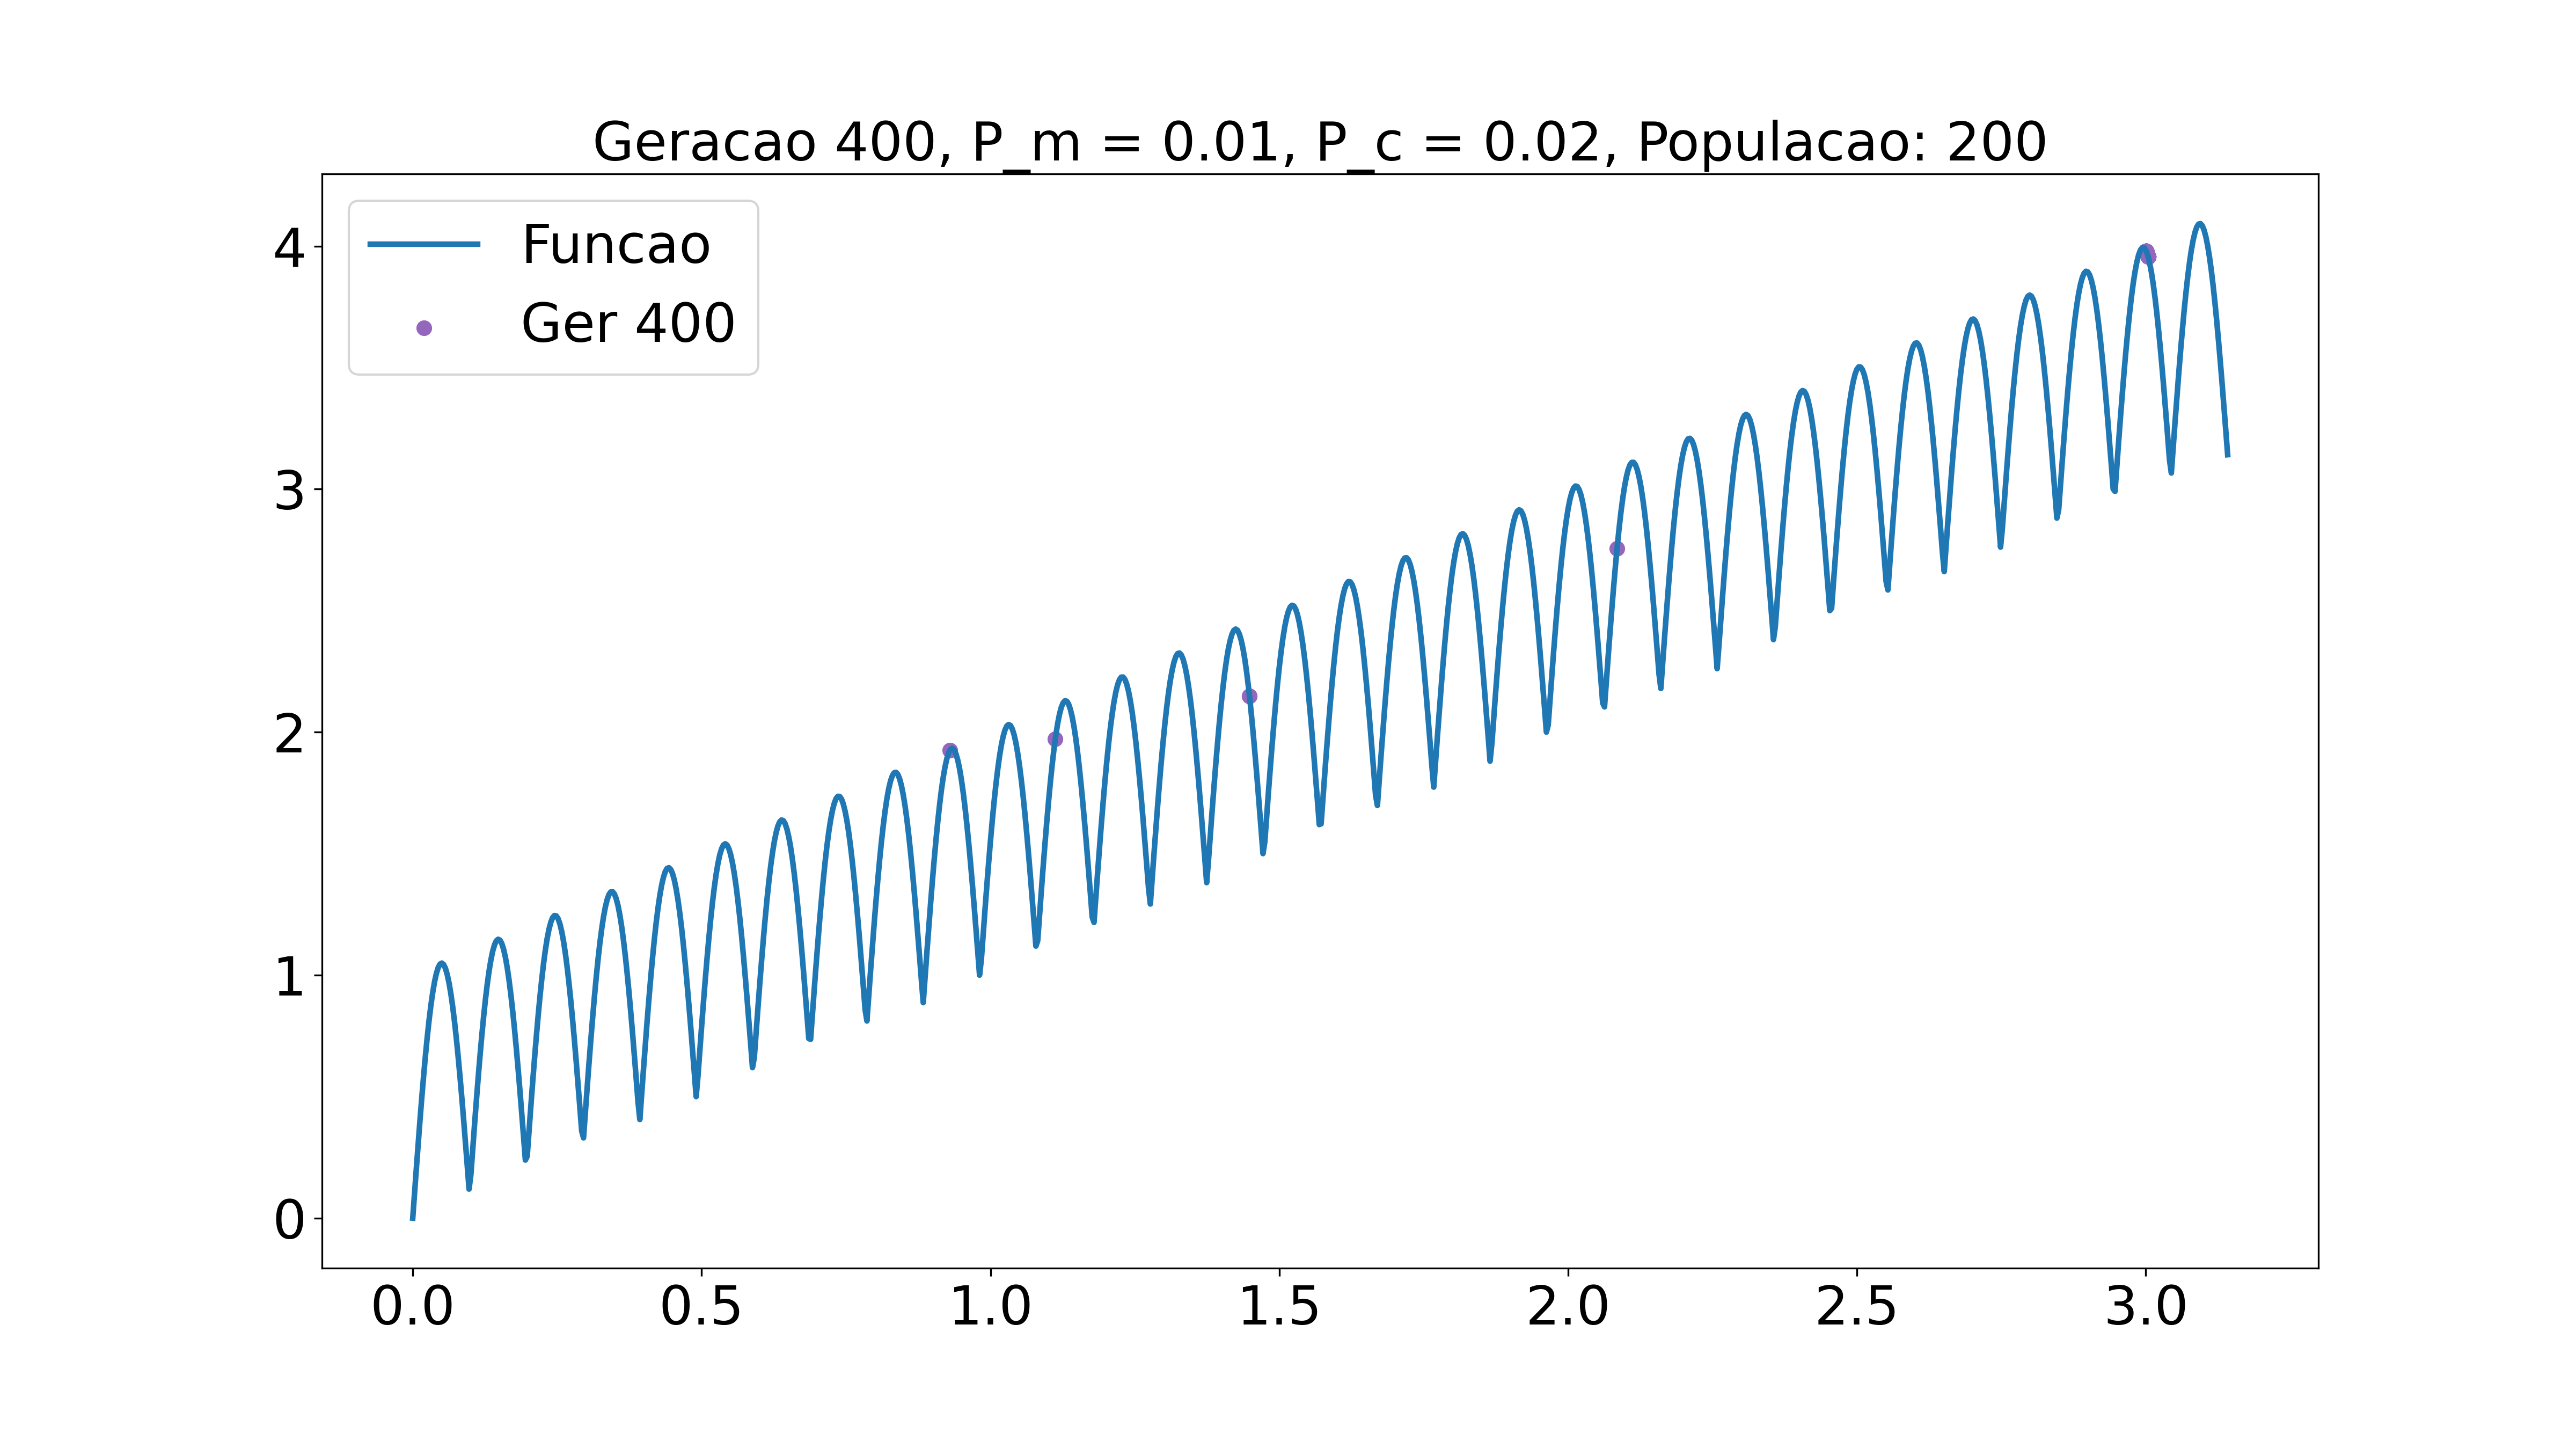 Geracao 400, P_m = 0.01, P_c = 0.02, Populacao: 200
Funcao
Ger 400
4
3
2
1
0
0.0 0.5 1.0 1.5 2.0 2.5 3.0